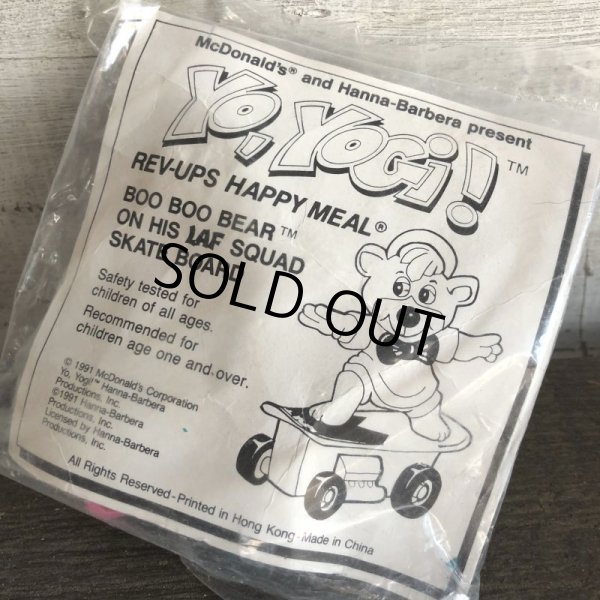 McDonald's® and Hanna-Barbera present
YO, YOGI! ™
REV-UPS HAPPY MEAL®
BOO BOO BEAR™
ON HIS LAF SQUAD
SKATE BOARD
SOLD OUT
Safety tested for
children of all ages.
Recommended for
children age one and over.
© 1991 McDonald's Corporation
Yo, Yogi!™ Hanna-Barbera
Productions, Inc.
©1991 Hanna-Barbera
Productions, Inc.
Licensed by Hanna-Barbera
Productions, Inc.
All Rights Reserved-Printed in Hong Kong-Made in China